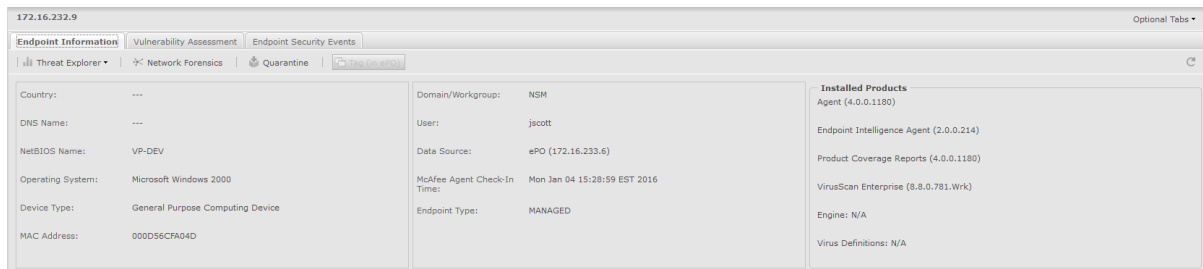 172.16.232.9
Optional Tabs
Endpoint Information
Vulnerability Assessment
Endpoint Security Events
Threat Explorer
Network Forensics
Quarantine
Tag (in ePO)
Country: ---
DNS Name: ---
NetBIOS Name: VP-DEV
Operating System: Microsoft Windows 2000
Device Type: General Purpose Computing Device
MAC Address: 000D56CFA04D
Domain/Workgroup: NSM
User: jscott
Data Source: ePO (172.16.233.6)
McAfee Agent Check-In Mon Jan 04 15:28:59 EST 2016
Time:
Endpoint Type: MANAGED
Installed Products
Agent (4.0.0.1180)
Endpoint Intelligence Agent (2.0.0.214)
Product Coverage Reports (4.0.0.1180)
VirusScan Enterprise (8.8.0.781.Wrk)
Engine: N/A
Virus Definitions: N/A